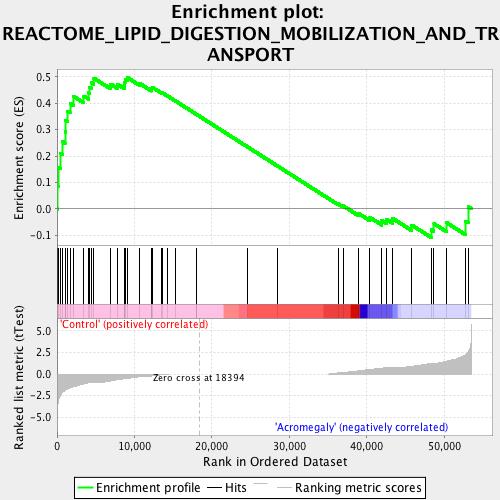 Enrichment plot:
REACTOME_LIPID_DIGESTION_MOBILIZATION_AND_TR
ANSPORT
Enrichment score (ES)
0.5
0.4
0.3
0.2
0.1
0.0
-0.1
'Control' (positively correlated)
Ranked list metric (tTest)
5.0
2.5
0.0
-2.5
-5.0
Zero cross at 18394
'Acromegaly' (negatively correlated)
0
10,000
20,000
30,000
40,000
50,000
Rank in Ordered Dataset
Enrichment profile
Hits
Ranking metric scores